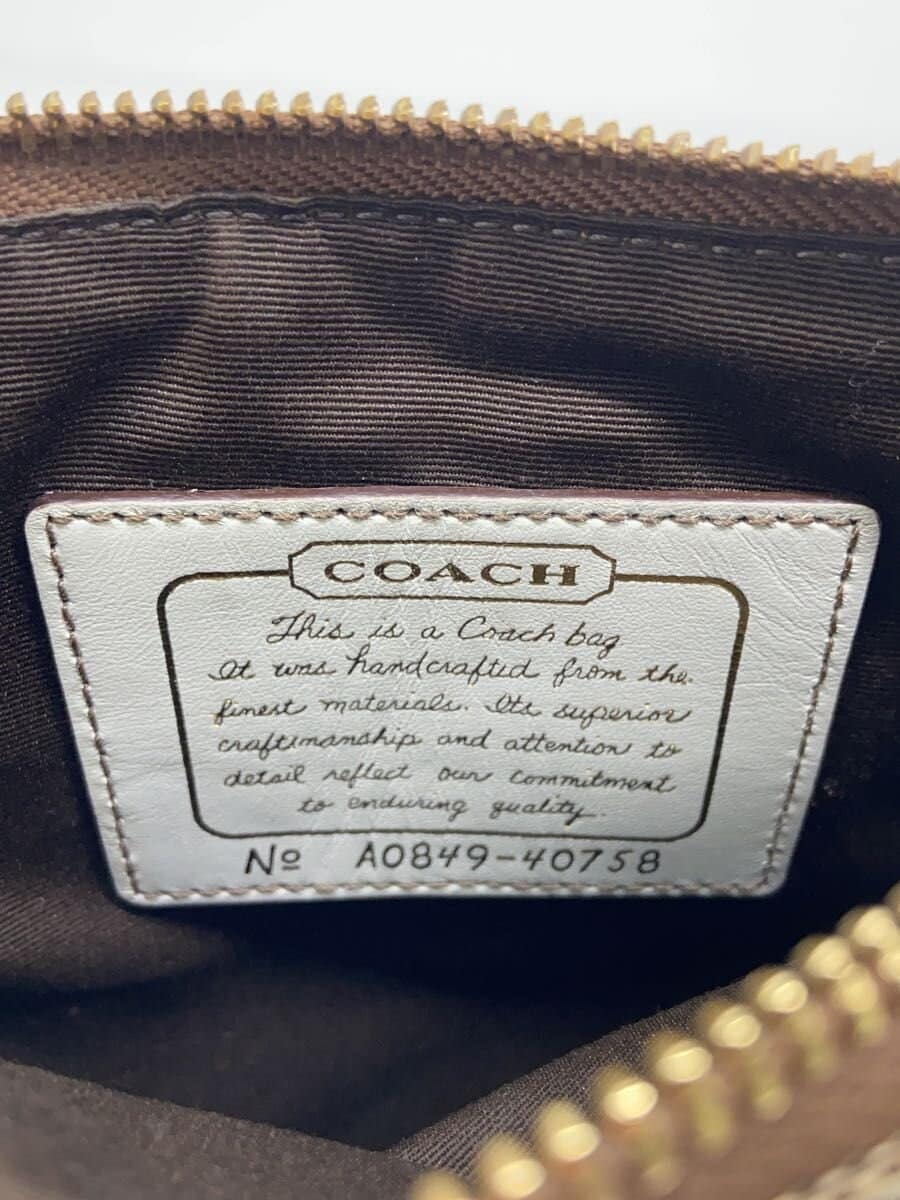 COACH
This is a Coach bag
It was handcrafted from the
finest materials. Its superior
craftsmanship and attention to
detail reflect our commitment
to enduring quality.
Nº A0849-40758